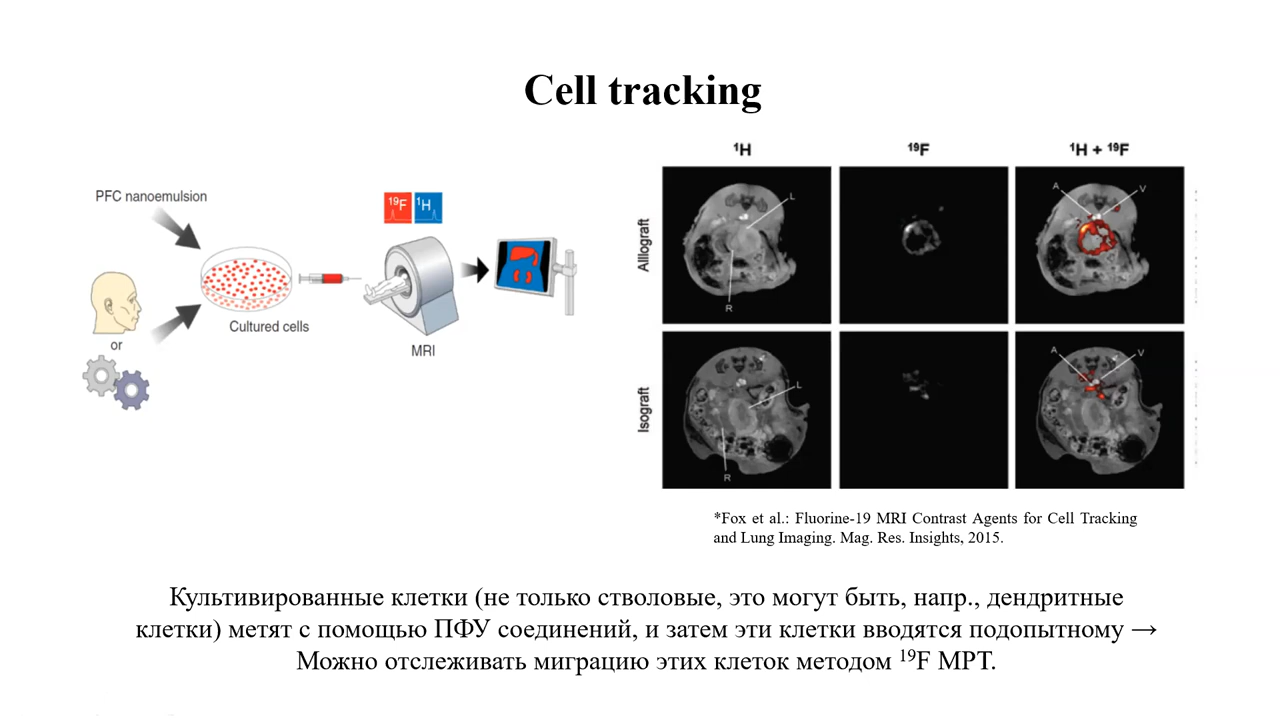 Cell tracking
PFC nanoemulsion
or
Cultured cells
¹⁹F ¹H
MRI
¹H ¹⁹F ¹H + ¹⁹F
Alllograft
L
R
A V
Isograft
L
R
A V
*Fox et al.: Fluorine-19 MRI Contrast Agents for Cell Tracking
and Lung Imaging. Mag. Res. Insights, 2015.
Культивированные клетки (не только стволовые, это могут быть, напр., дендритные
клетки) метят с помощью ПФУ соединений, и затем эти клетки вводятся подопытному →
Можно отслеживать миграцию этих клеток методом ¹⁹F МРТ.